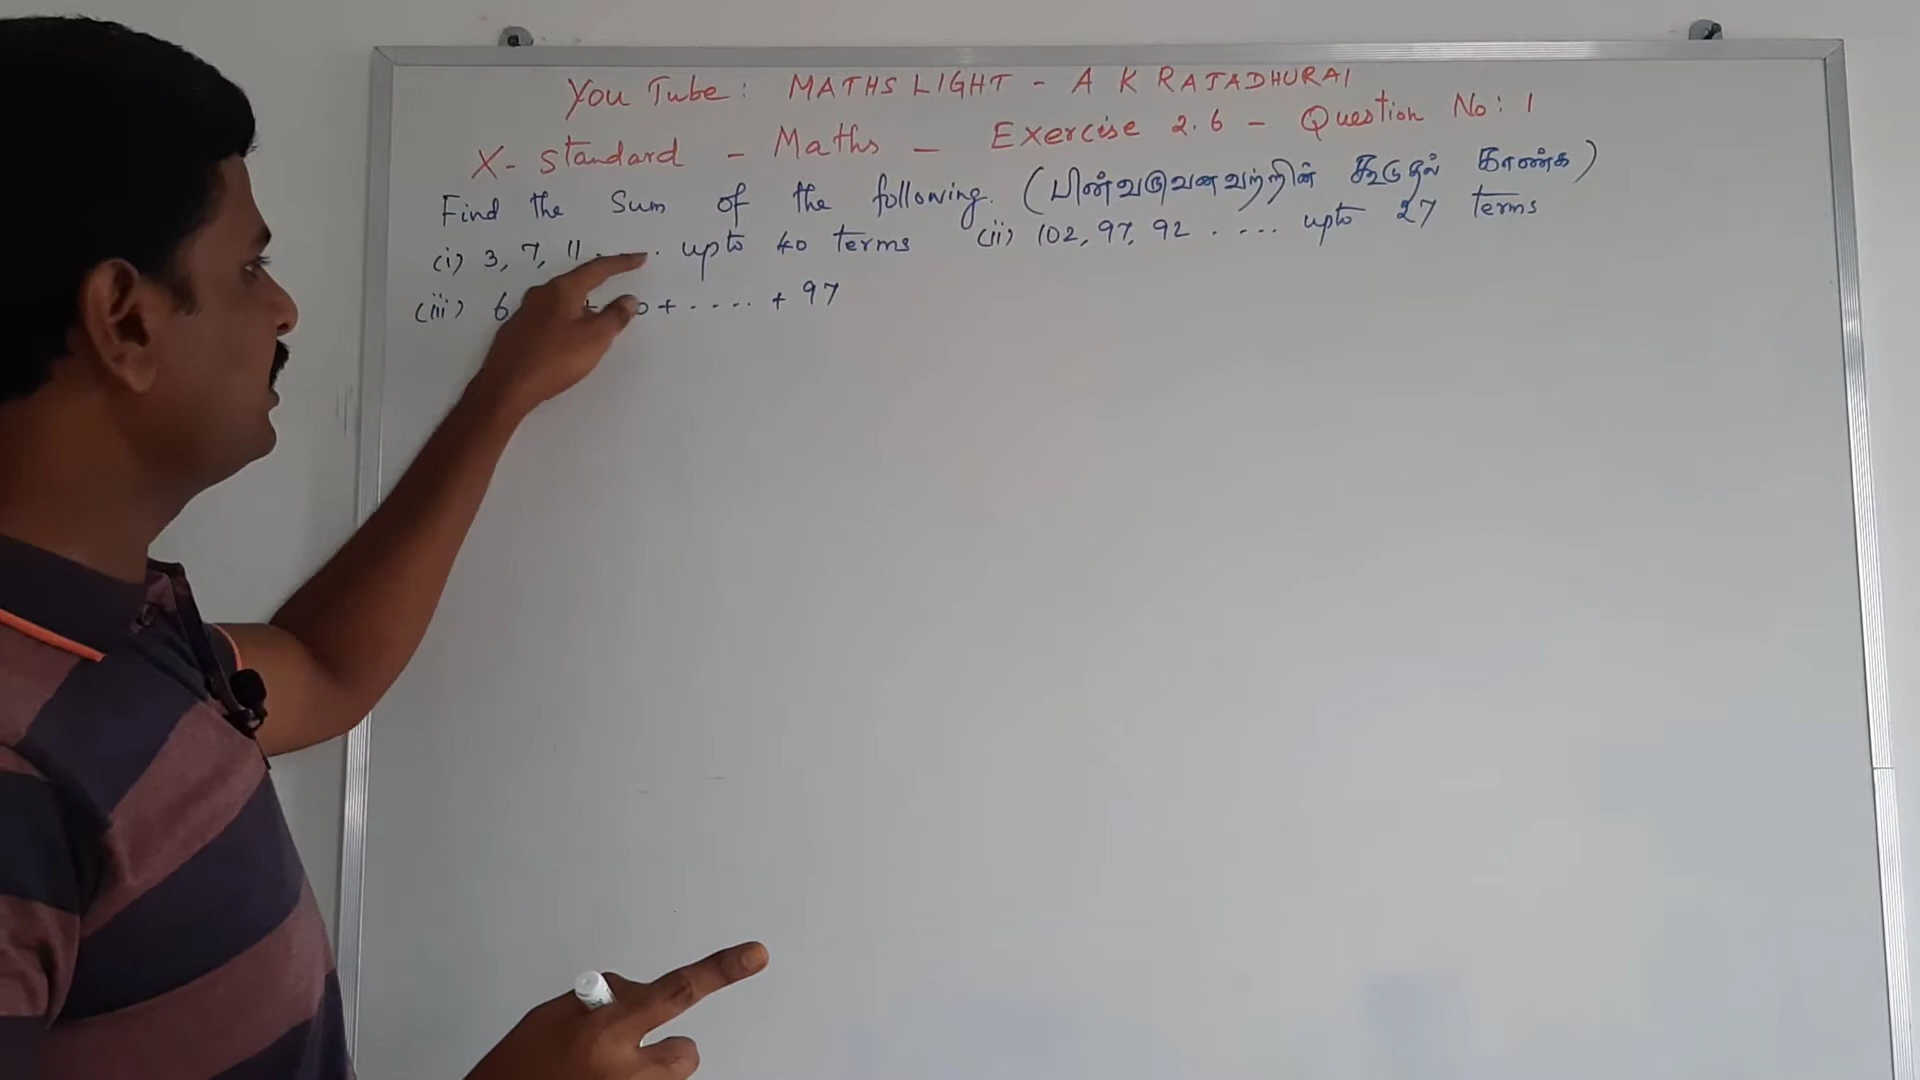 You Tube: MATHS LIGHT - A K RAJADHURAI
X- standard - Maths - Exercise 2.6 - Question No: 1
Find the Sum of the following. (பின்வருவனவற்றின் கூடுதல் காண்க)
(i) 3, 7, 11 ..... upto 40 terms (ii) 102, 97, 92 ..... upto 27 terms
(iii) 6 + + .... + 97